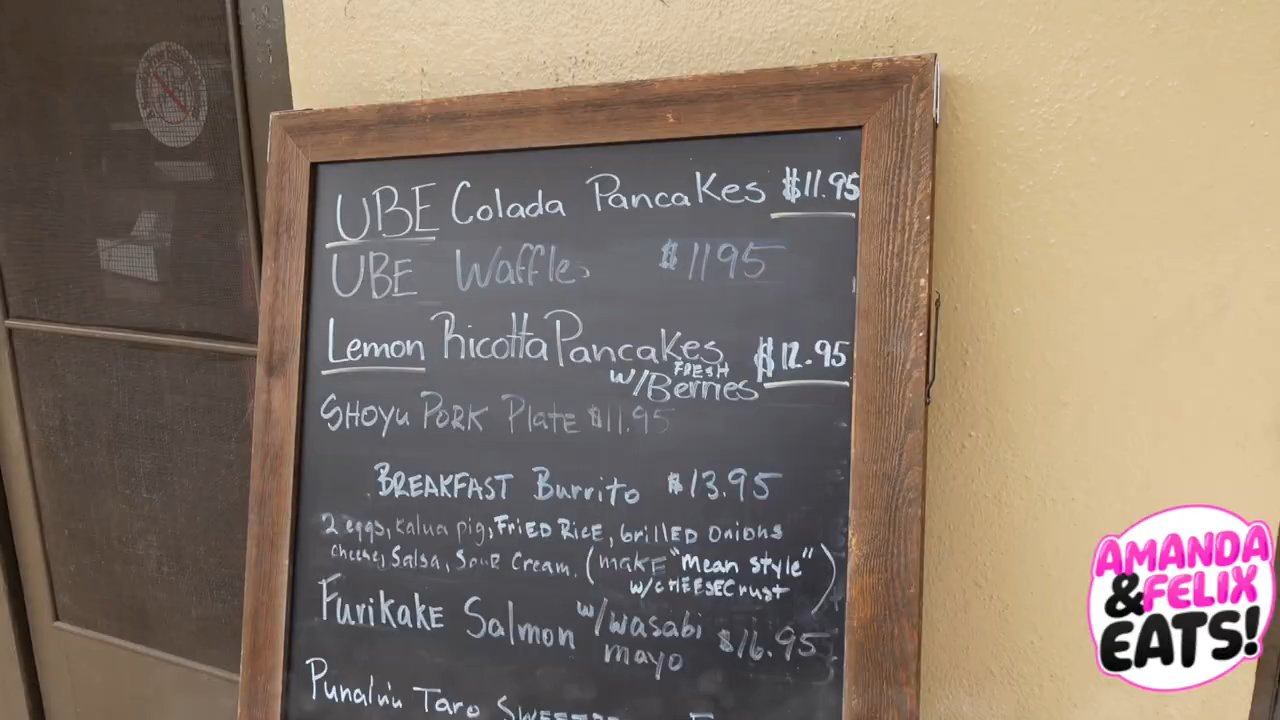 UBE Colada Pancakes $11.95
UBE Waffles $1195
Lemon Ricotta Pancakes $12.95
w/ FRESH Berries
SHOYU PORK Plate $11.95
BREAKFAST Burrito $13.95
2 eggs, Kalua pig, FRiED RicE, GrillED Onions
cheese, Salsa, Sour Cream. (make "Mean style"
w/cHEESE Crust)
Furikake Salmon w/wasabi mayo $16.95
Punalu'u Taro
AMANDA
&FELIX
EATS!